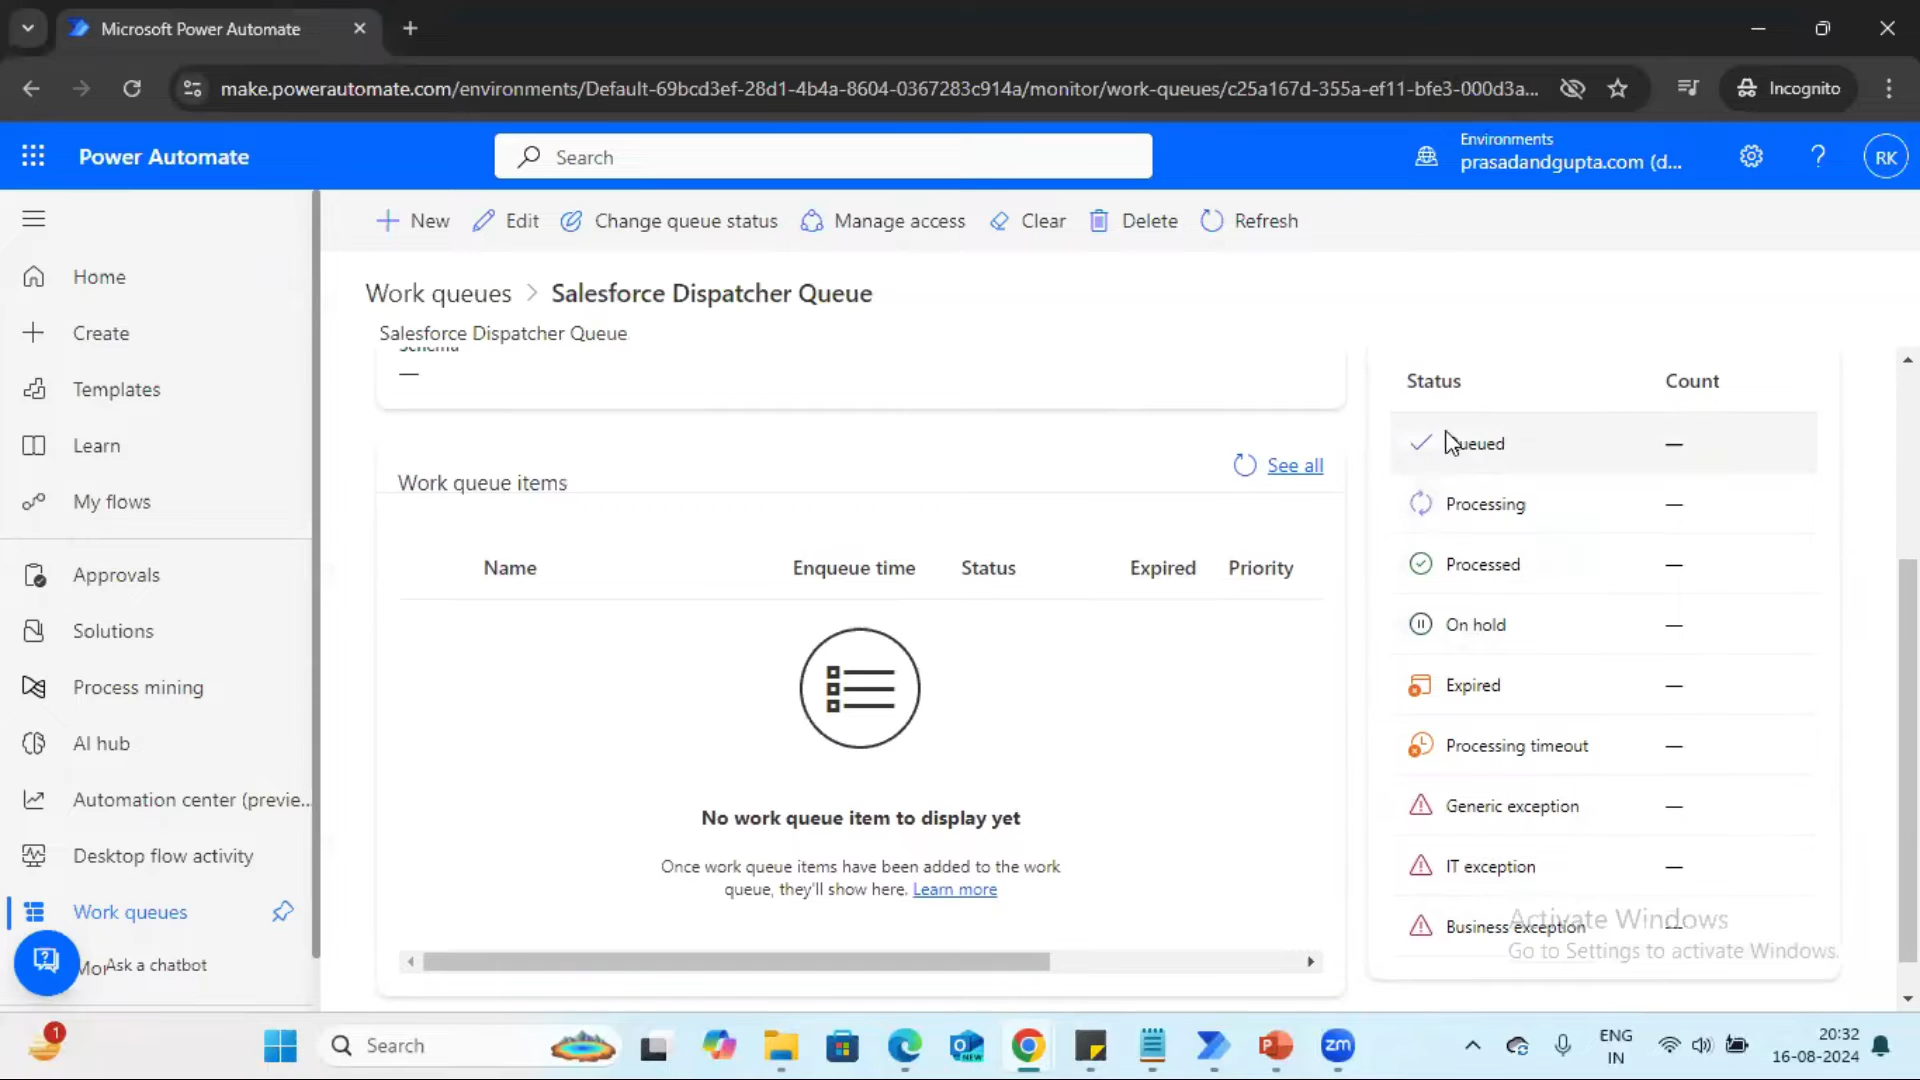 Microsoft Power Automate
make.powerautomate.com/environments/Default-69bcd3ef-28d1-4b4a-8604-0367283c914a/monitor/work-queues/c25a167d-355a-ef11-bfe3-000d3a...
Incognito
Power Automate
Search
Environments
prasadandgupta.com (d...
RK
New
Edit
Change queue status
Manage access
Clear
Delete
Refresh
Home
Create
Templates
Learn
My flows
Approvals
Solutions
Process mining
AI hub
Automation center (previe...
Desktop flow activity
Work queues
Ask a chatbot
Work queues > Salesforce Dispatcher Queue
Salesforce Dispatcher Queue
Schema
—
Work queue items
See all
Name Enqueue time Status Expired Priority
No work queue item to display yet
Once work queue items have been added to the work
queue, they'll show here. Learn more
Status Count
Queued —
Processing —
Processed —
On hold —
Expired —
Processing timeout —
Generic exception —
IT exception —
Business exception —
Activate Windows
Go to Settings to activate Windows.
1
Search
NEW
zm
ENG
IN
20:32
16-08-2024